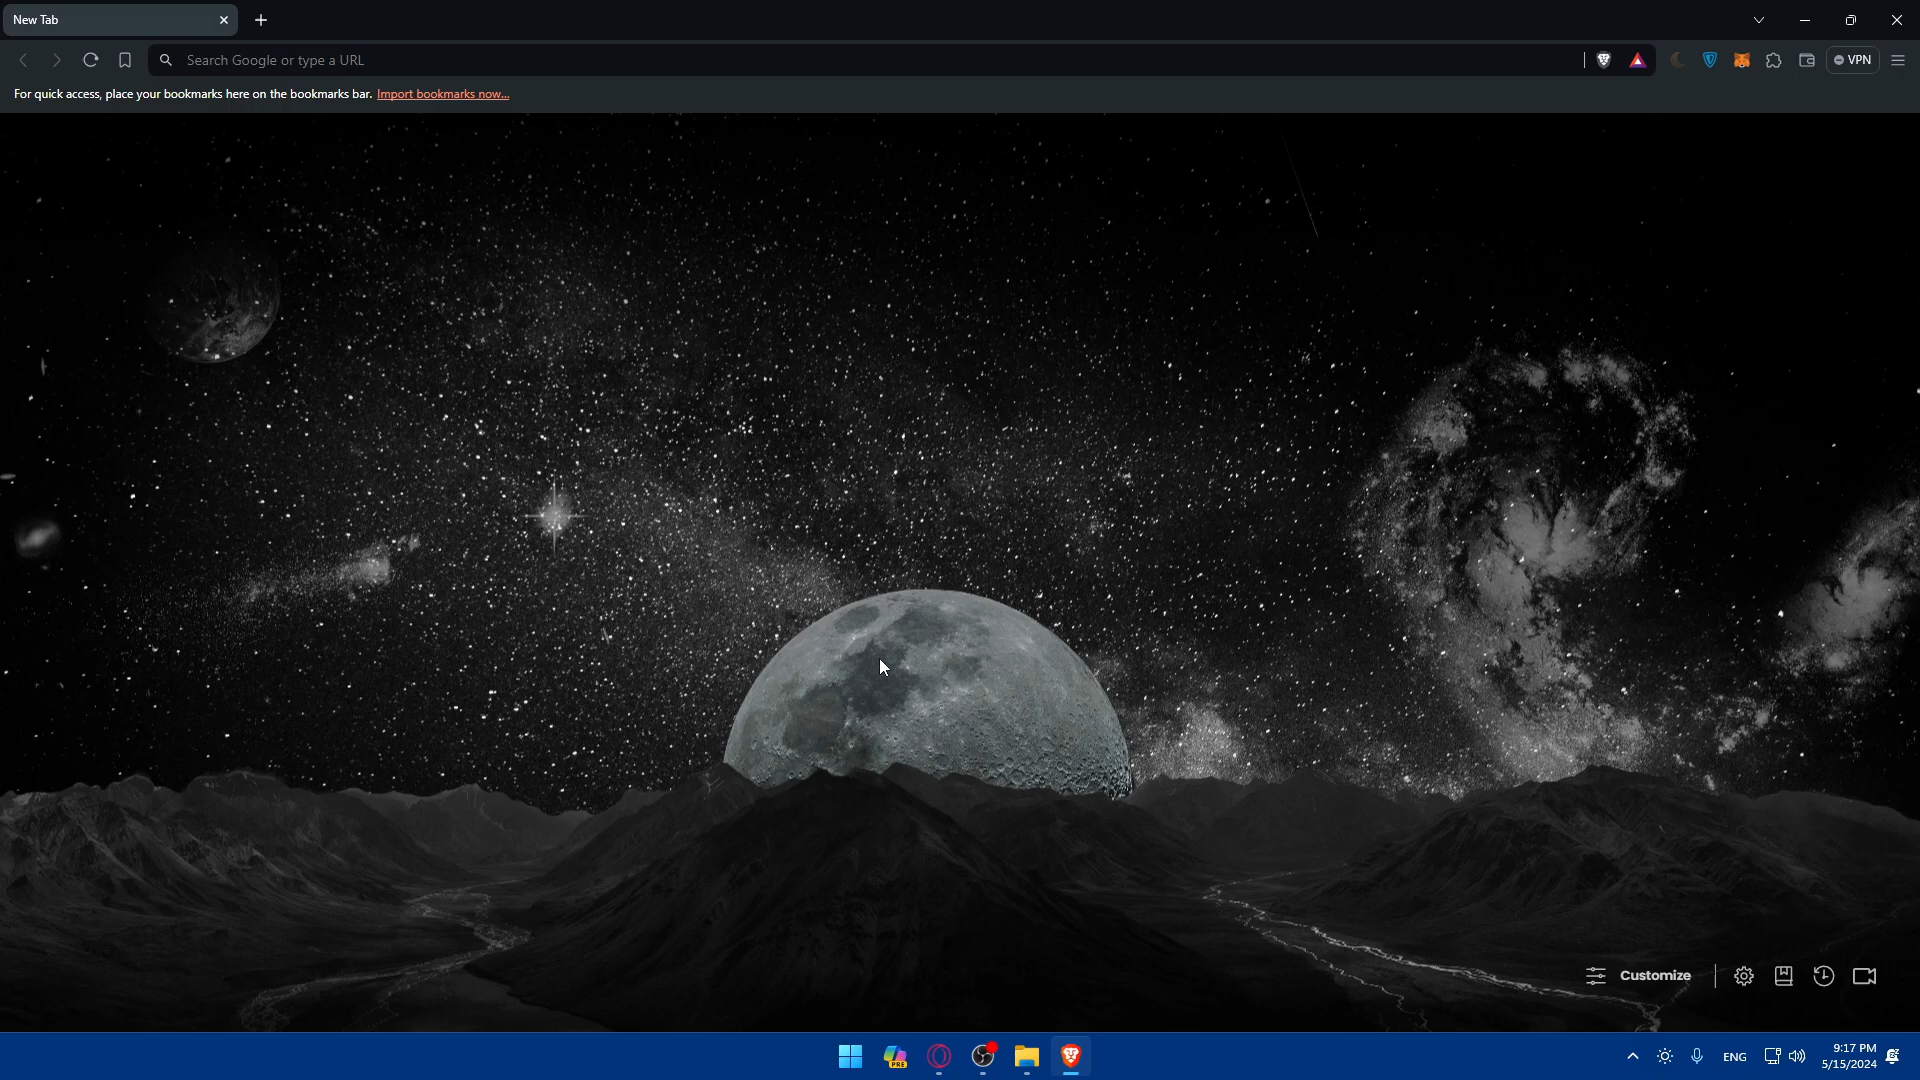 New Tab
Search Google or type a URL
VPN
For quick access, place your bookmarks here on the bookmarks bar. Import bookmarks now...
Customize
PRE
ENG
9:17 PM
5/15/2024